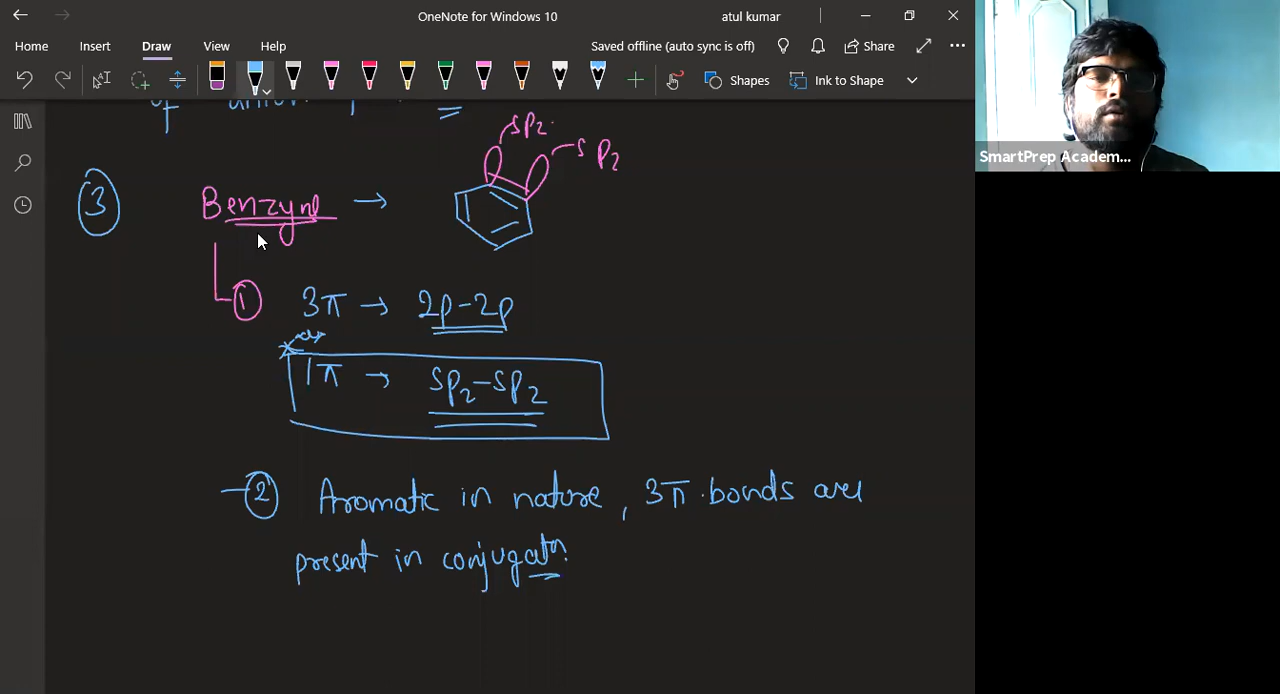 OneNote for Windows 10
atul kumar
Home Insert Draw View Help
Saved offline (auto sync is off)
Share
Shapes
Ink to Shape
SmartPrep Academ...
of
sp2
sp2
3 Benzyne →
1 3π → 2p-2p
1π → sp2-sp2
2 Aromatic in nature, 3π bonds are
present in conjugatn.